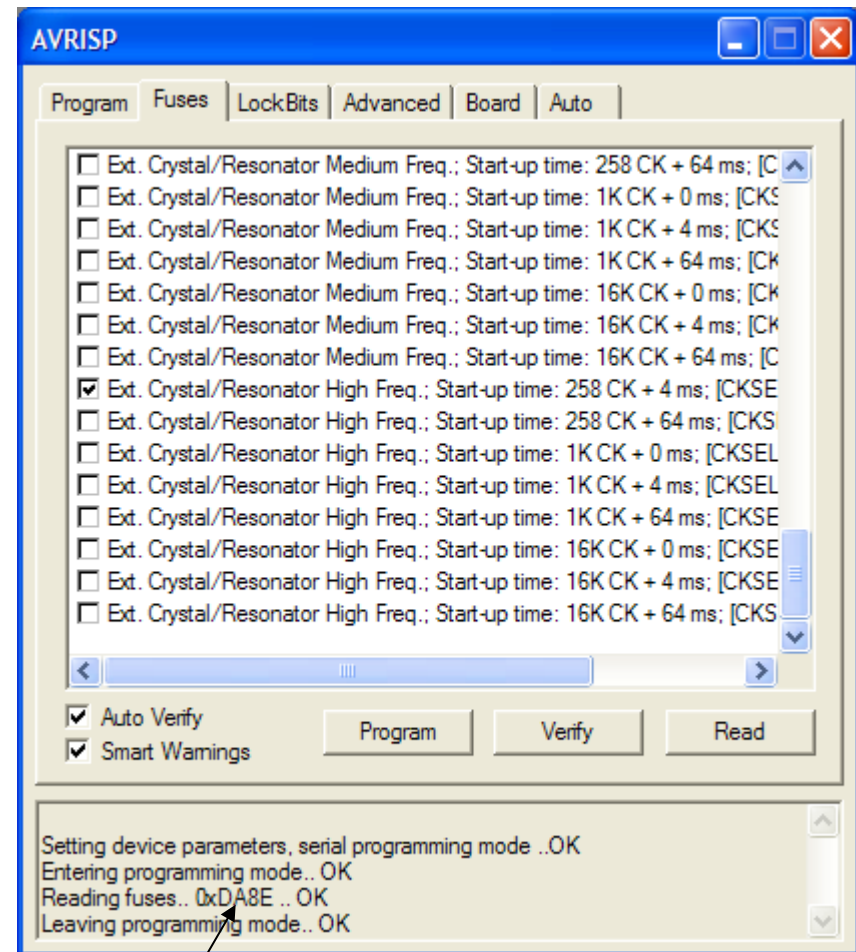 AVRISP
Program Fuses LockBits Advanced Board Auto
Ext. Crystal/Resonator Medium Freq.; Start-up time: 258 CK + 64 ms; [C
Ext. Crystal/Resonator Medium Freq.; Start-up time: 1K CK + 0 ms; [CKS
Ext. Crystal/Resonator Medium Freq.; Start-up time: 1K CK + 4 ms; [CKS
Ext. Crystal/Resonator Medium Freq.; Start-up time: 1K CK + 64 ms; [CK
Ext. Crystal/Resonator Medium Freq.; Start-up time: 16K CK + 0 ms; [CK
Ext. Crystal/Resonator Medium Freq.; Start-up time: 16K CK + 4 ms; [CK
Ext. Crystal/Resonator Medium Freq.; Start-up time: 16K CK + 64 ms; [C
Ext. Crystal/Resonator High Freq.; Start-up time: 258 CK + 4 ms; [CKSE
Ext. Crystal/Resonator High Freq.; Start-up time: 258 CK + 64 ms; [CKS
Ext. Crystal/Resonator High Freq.; Start-up time: 1K CK + 0 ms; [CKSEL
Ext. Crystal/Resonator High Freq.; Start-up time: 1K CK + 4 ms; [CKSEL
Ext. Crystal/Resonator High Freq.; Start-up time: 1K CK + 64 ms; [CKSE
Ext. Crystal/Resonator High Freq.; Start-up time: 16K CK + 0 ms; [CKSE
Ext. Crystal/Resonator High Freq.; Start-up time: 16K CK + 4 ms; [CKSE
Ext. Crystal/Resonator High Freq.; Start-up time: 16K CK + 64 ms; [CKS
Auto Verify
Smart Warnings
Program Verify Read
Setting device parameters, serial programming mode ..OK
Entering programming mode.. OK
Reading fuses.. 0xDA8E .. OK
Leaving programming mode.. OK